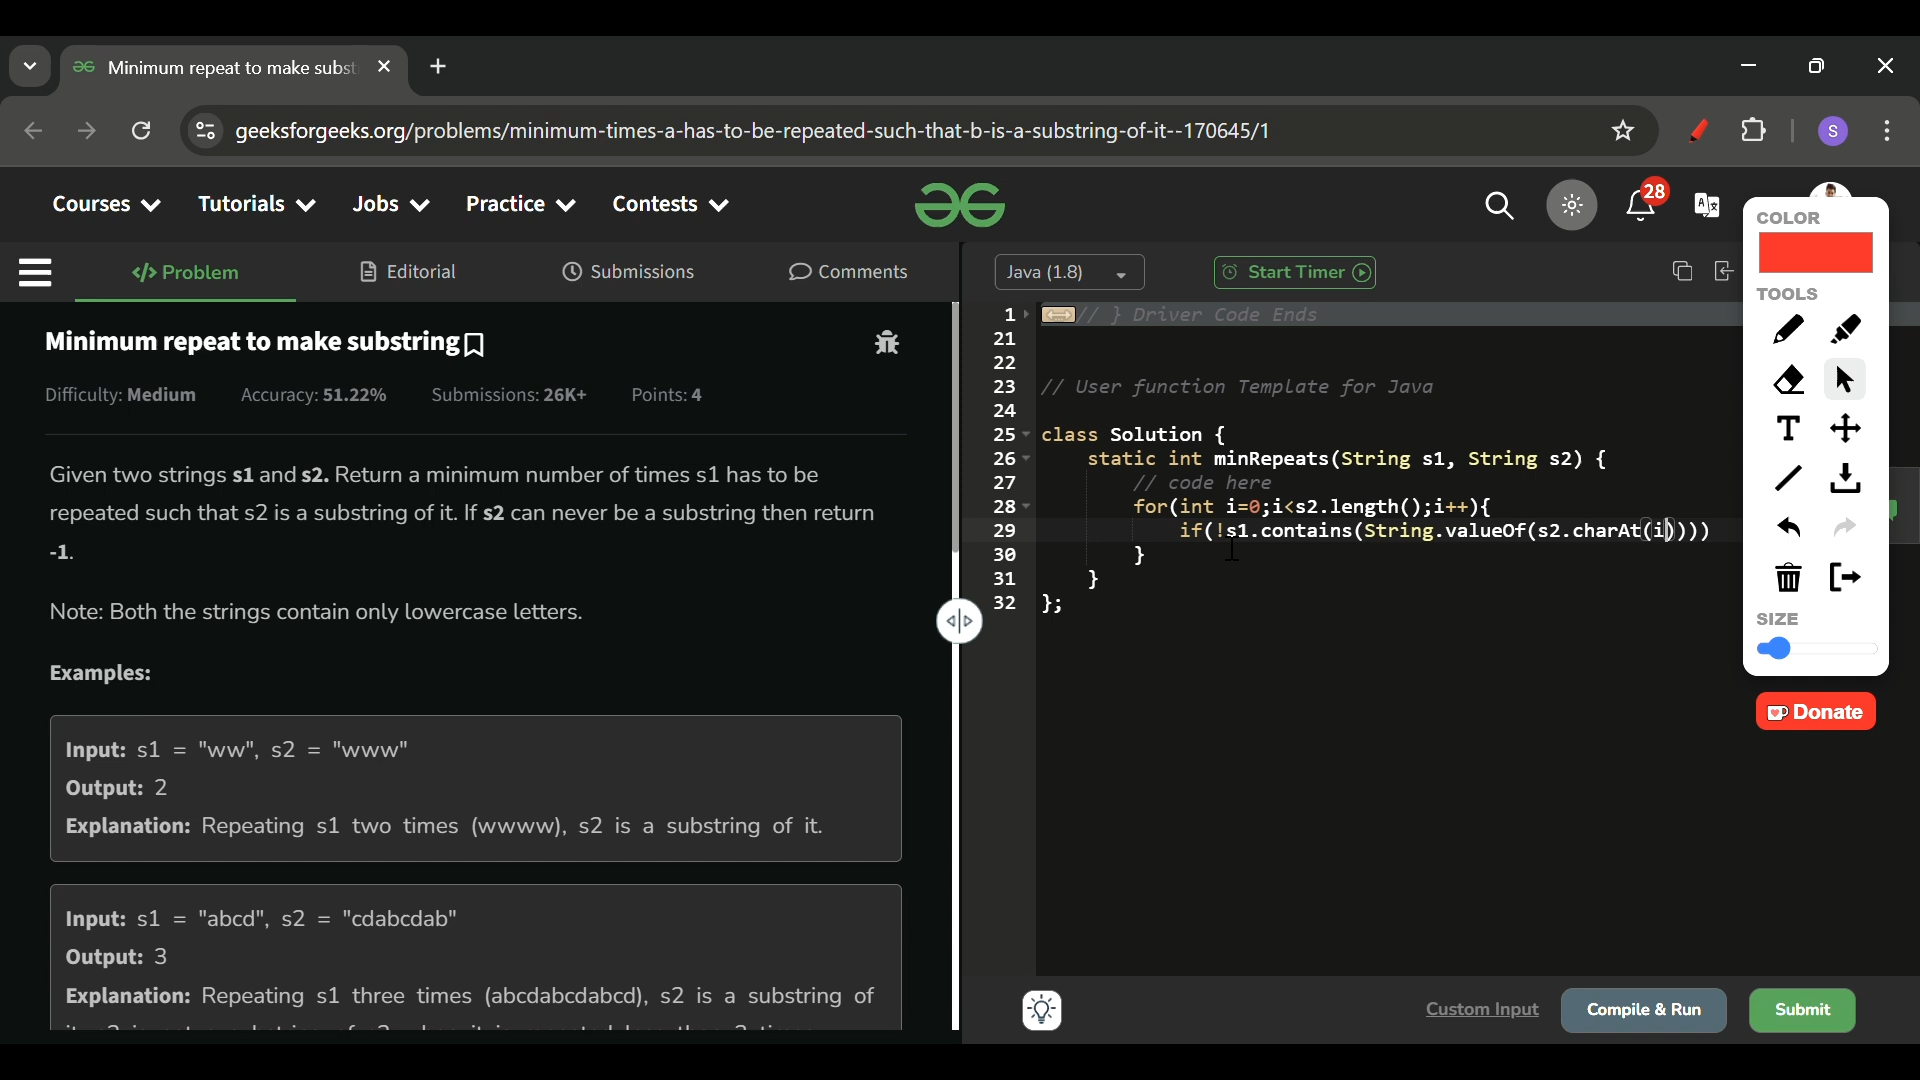 Minimum repeat to make subst
geeksforgeeks.org/problems/minimum-times-a-has-to-be-repeated-such-that-b-is-a-substring-of-it--170645/1
S
Courses
Tutorials
Jobs
Practice
Contests
28
COLOR
TOOLS
SIZE
Donate
</> Problem
Editorial
Submissions
Comments
Java (1.8)
Start Timer
Minimum repeat to make substring
Difficulty: Medium
Accuracy: 51.22%
Submissions: 26K+
Points: 4
Given two strings s1 and s2. Return a minimum number of times s1 has to be
repeated such that s2 is a substring of it. If s2 can never be a substring then return
-1.
Note: Both the strings contain only lowercase letters.
Examples:
Input: s1 = "ww", s2 = "www"
Output: 2
Explanation: Repeating s1 two times (wwww), s2 is a substring of it.
Input: s1 = "abcd", s2 = "cdabcdab"
Output: 3
Explanation: Repeating s1 three times (abcdabcdabcd), s2 is a substring of
1 // } Driver Code Ends
21
22
23 // User function Template for Java
24
25 class Solution {
26 static int minRepeats(String s1, String s2) {
27 // code here
28 for(int i=0;i<s2.length();i++){
29 if(!s1.contains(String.valueOf(s2.charAt(i))))
30 }
31 }
32 };
Custom Input
Compile & Run
Submit